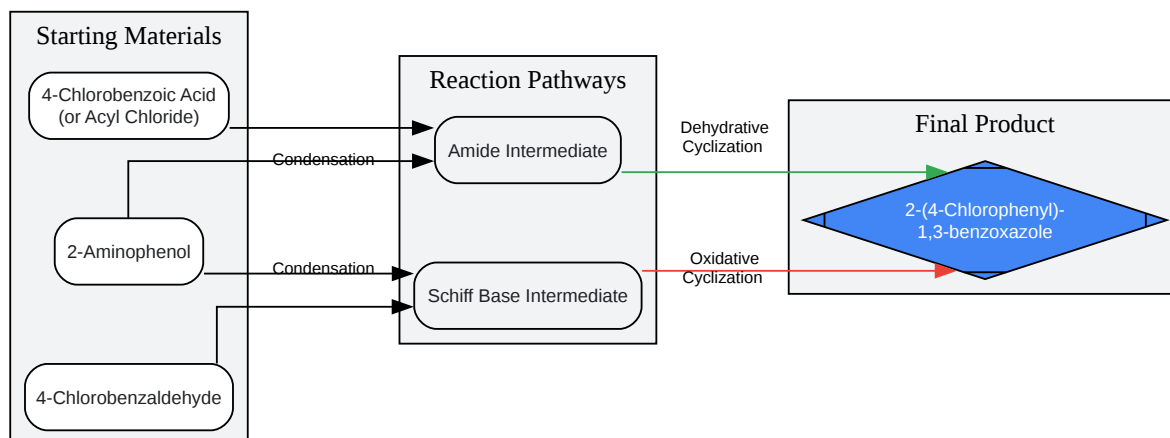 Starting Materials
4-Chlorobenzoic Acid
(or Acyl Chloride)
2-Aminophenol
4-Chlorobenzaldehyde
Condensation
Condensation
Reaction Pathways
Amide Intermediate
Schiff Base Intermediate
Dehydrative
Cyclization
Oxidative
Cyclization
Final Product
2-(4-Chlorophenyl)-
1,3-benzoxazole